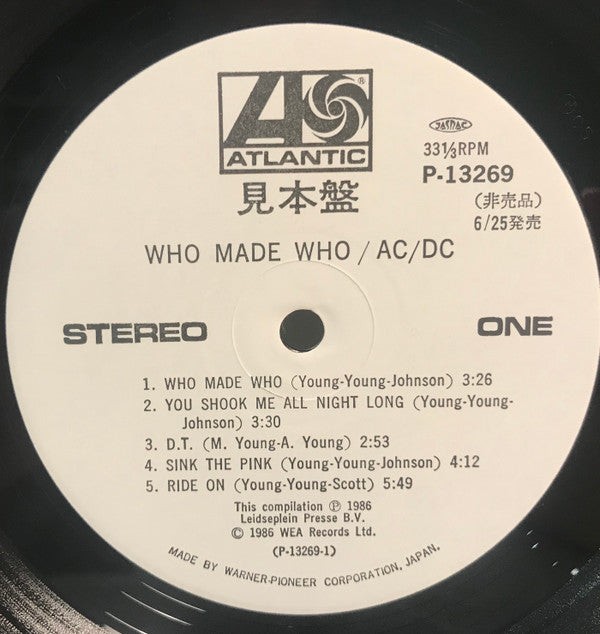 ATLANTIC
見本盤
JASRAC
33 1/3 RPM
P-13269
(非売品)
6/25発売
WHO MADE WHO / AC/DC
STEREO
ONE
1. WHO MADE WHO (Young-Young-Johnson) 3:26
2. YOU SHOOK ME ALL NIGHT LONG (Young-Young-
Johnson) 3:30
3. D.T. (M. Young-A. Young) 2:53
4. SINK THE PINK (Young-Young-Johnson) 4:12
5. RIDE ON (Young-Young-Scott) 5:49
This compilation ℗ 1986
Leidseplein Presse B.V.
© 1986 WEA Records Ltd.
(P-13269-1)
MADE BY WARNER-PIONEER CORPORATION, JAPAN.